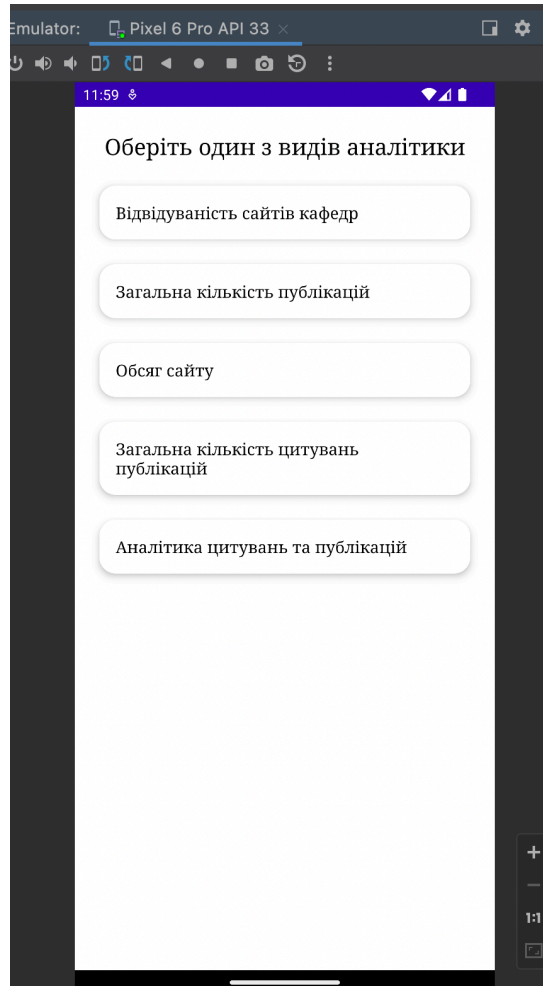 Emulator:
Pixel 6 Pro API 33
11:59
Оберіть один з видів аналітики
Відвідуваність сайтів кафедр
Загальна кількість публікацій
Обсяг сайту
Загальна кількість цитувань
публікацій
Аналітика цитувань та публікацій
1:1